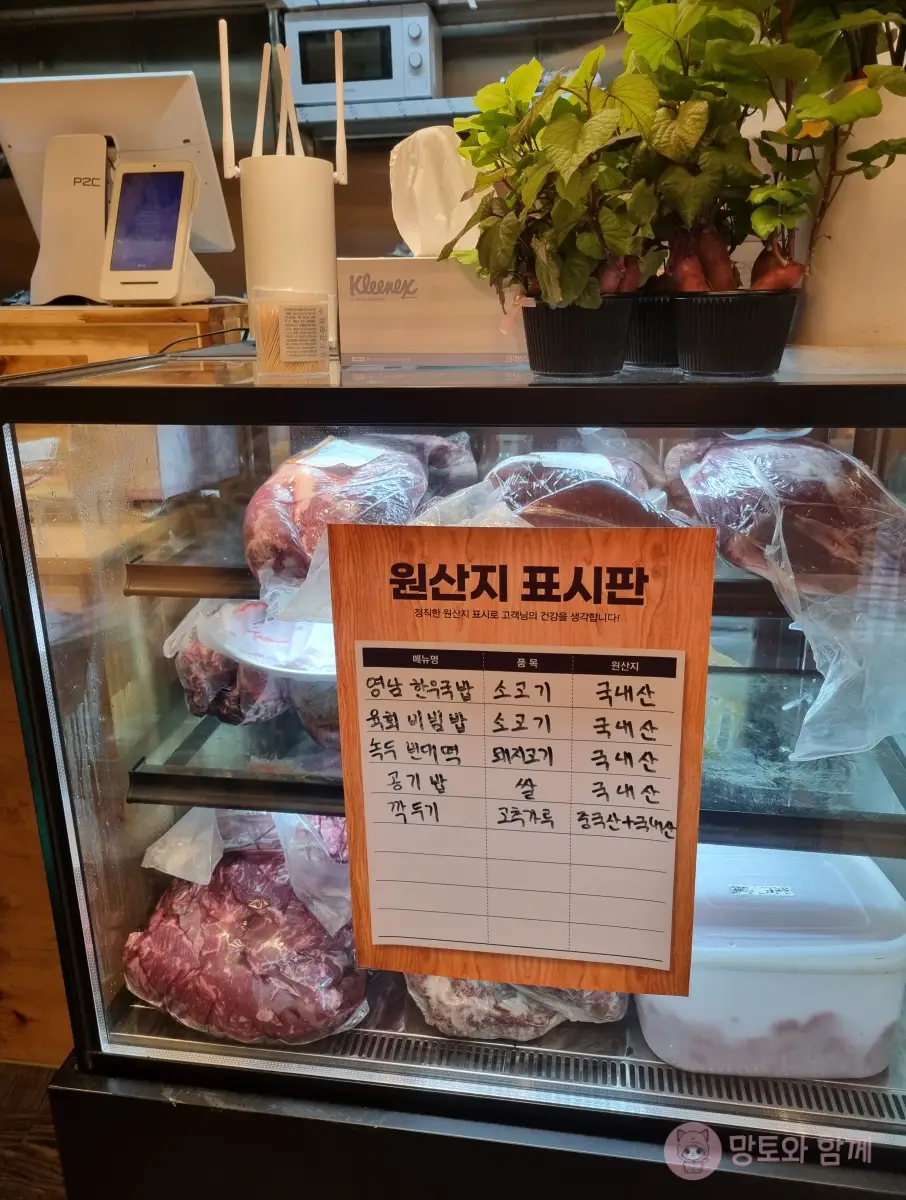 P2C
Kleenex
원산지 표시판
정직한 원산지 표시로 고객님의 건강을 생각합니다!
메뉴명 품목 원산지
영남 한우국밥 소고기 국내산
육회 비빔밥 소고기 국내산
녹두 빈대떡 돼지고기 국내산
공기밥 쌀 국내산
깍두기 고추가루 중국산+국내산
망토와 함께